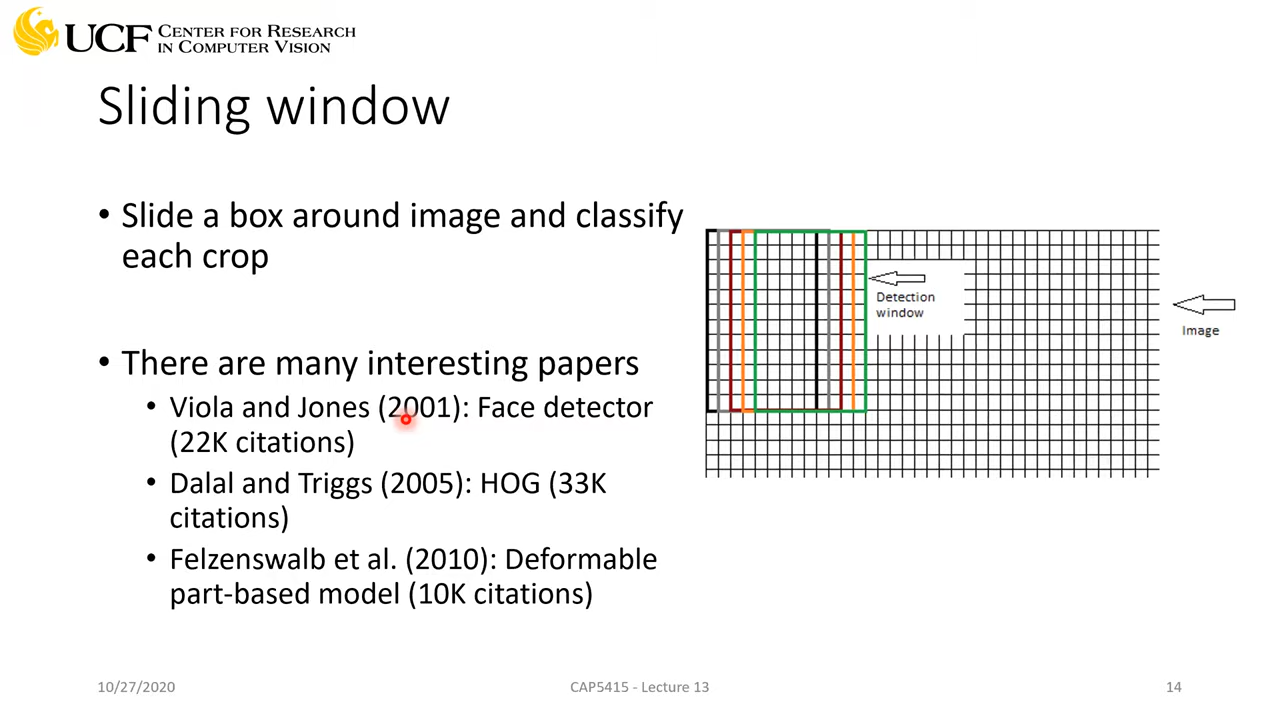 UCF CENTER FOR RESEARCH
IN COMPUTER VISION
Sliding window
• Slide a box around image and classify
each crop
• There are many interesting papers
• Viola and Jones (2001): Face detector
(22K citations)
• Dalal and Triggs (2005): HOG (33K
citations)
• Felzenswalb et al. (2010): Deformable
part-based model (10K citations)
Detection
window
Image
10/27/2020
CAP5415 - Lecture 13
14